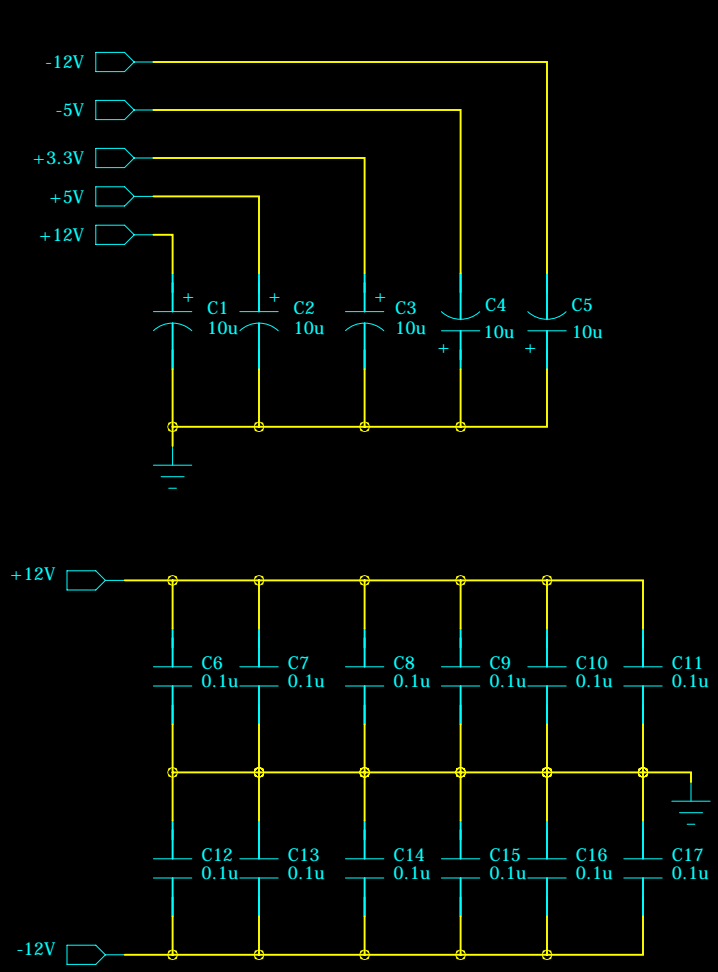 -12V
-5V
+3.3V
+5V
+12V
+ C1 + C2 + C3 C4 C5
10u 10u 10u 10u 10u
+ +
+12V
C6 C7 C8 C9 C10 C11
0.1u 0.1u 0.1u 0.1u 0.1u 0.1u
C12 C13 C14 C15 C16 C17
0.1u 0.1u 0.1u 0.1u 0.1u 0.1u
-12V